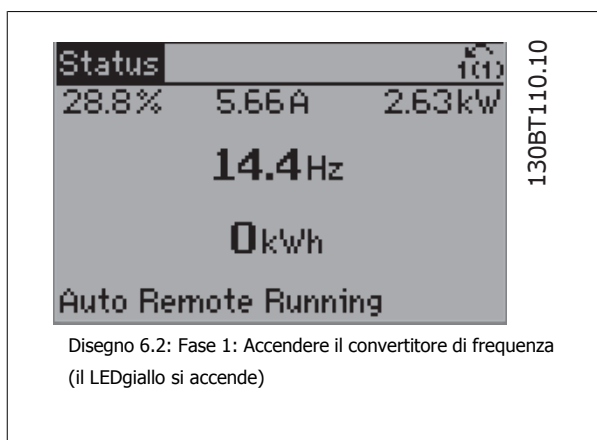 Status 1(1)
28.8% 5.66A 2.63kW
14.4Hz
0kWh
Auto Remote Running
130BT110.10
Disegno 6.2: Fase 1: Accendere il convertitore di frequenza
(il LEDgiallo si accende)